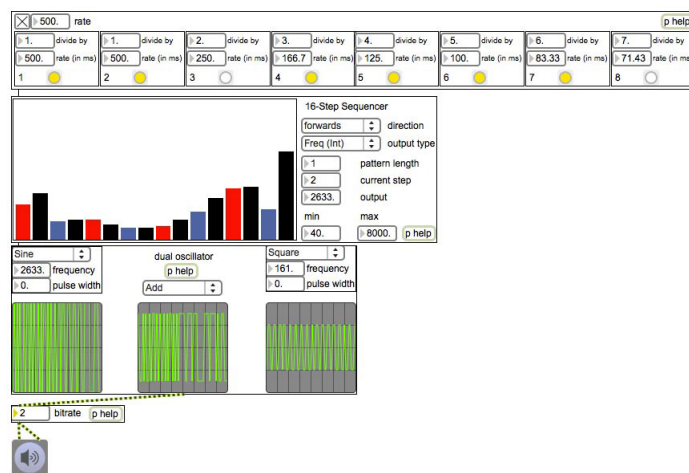 500. rate p help
1. divide by 1. divide by 2. divide by 3. divide by 4. divide by 5. divide by 6. divide by 7. divide by
500. rate (in ms) 500. rate (in ms) 250. rate (in ms) 166.7 rate (in ms) 125. rate (in ms) 100. rate (in ms) 83.33 rate (in ms) 71.43 rate (in ms)
1 2 3 4 5 6 7 8
16-Step Sequencer
forwards direction
Freq (Int) output type
1 pattern length
2 current step
2633. output
min max
40. 8000. p help
Sine dual oscillator Square
2633. frequency p help 161. frequency
0. pulse width Add 0. pulse width
2 bitrate p help